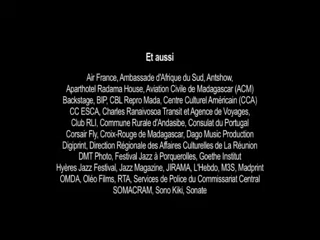 Et aussi
Air France, Ambassade d'Afrique du Sud, Antshow,
Aparthotel Radama House, Aviation Civile de Madagascar (ACM)
Backstage, BIP, CBL Repro Mada, Centre Culturel Américain (CCA)
CC ESCA, Charles Ranaivosoa Transit et Agence de Voyages,
Club RLI, Commune Rurale d'Andasibe, Consulat du Portugal
Corsair Fly, Croix-Rouge de Madagascar, Dago Music Production
Digiprint, Direction Régionale des Affaires Culturelles de La Réunion
DMT Photo, Festival Jazz à Porquerolles, Goethe Institut
Hyères Jazz Festival, Jazz Magazine, JIRAMA, L'Hebdo, M3S, Madprint
OMDA, Oléo Films, RTA, Services de Police du Commissariat Central
SOMACRAM, Sono Kiki, Sonate